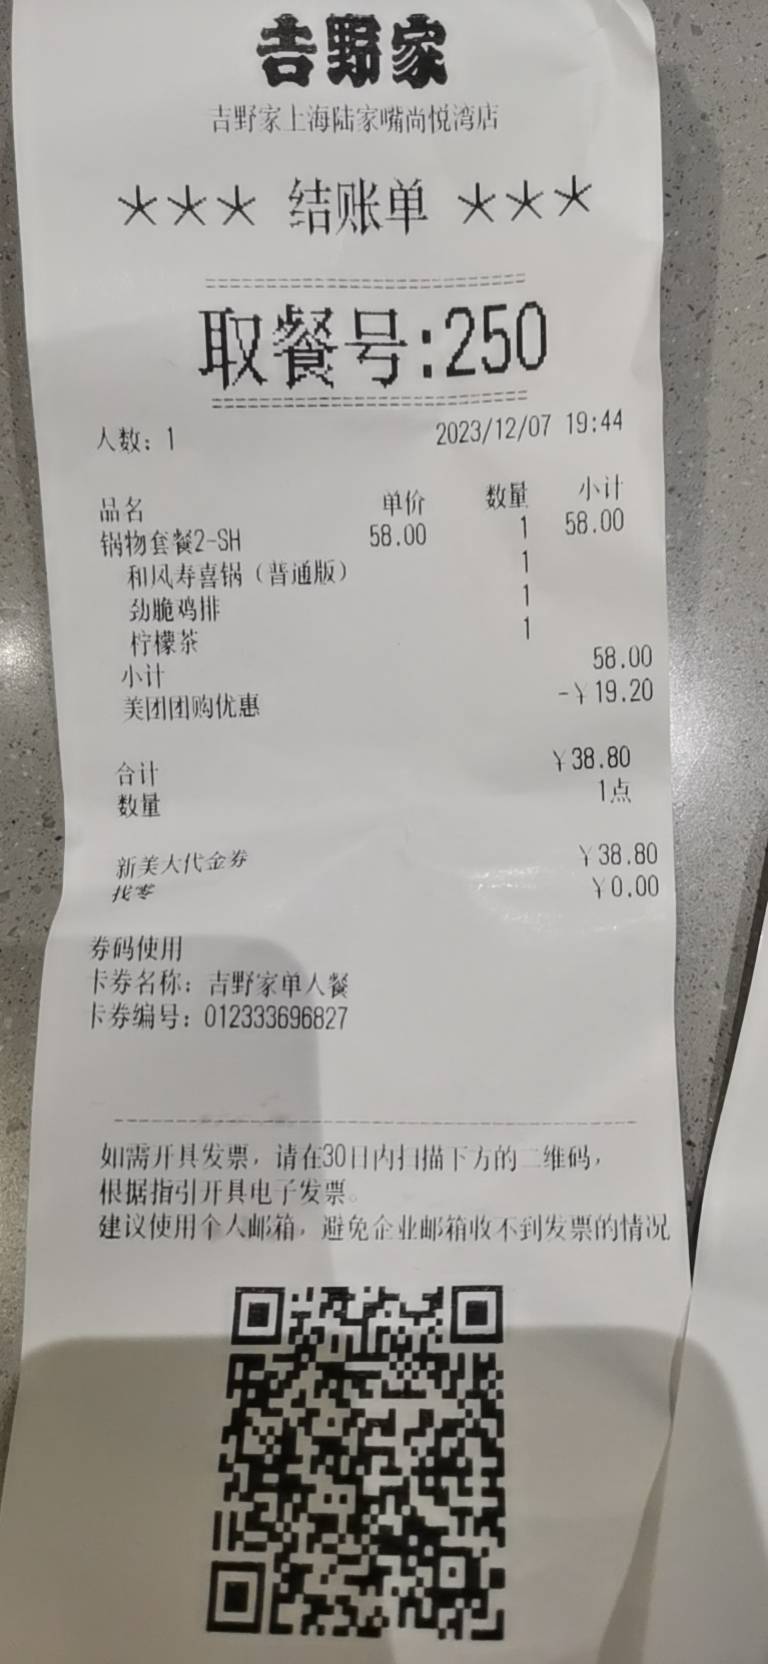 吉野家
吉野家上海陆家嘴尚悦湾店
*** 结账单 ***
取餐号:250
人数：1 2023/12/07 19:44
品名 单价 数量 小计
锅物套餐2-SH 58.00 1 58.00
和风寿喜锅（普通版） 1
劲脆鸡排 1
柠檬茶 1
小计 58.00
美团团购优惠 -￥19.20
合计 ￥38.80
数量 1点
新美大代金券 ￥38.80
找零 ￥0.00
券码使用
卡券名称：吉野家单人餐
卡券编号：012333696827
如需开具发票，请在30日内扫描下方的二维码，
根据指引开具电子发票。
建议使用个人邮箱，避免企业邮箱收不到发票的情况